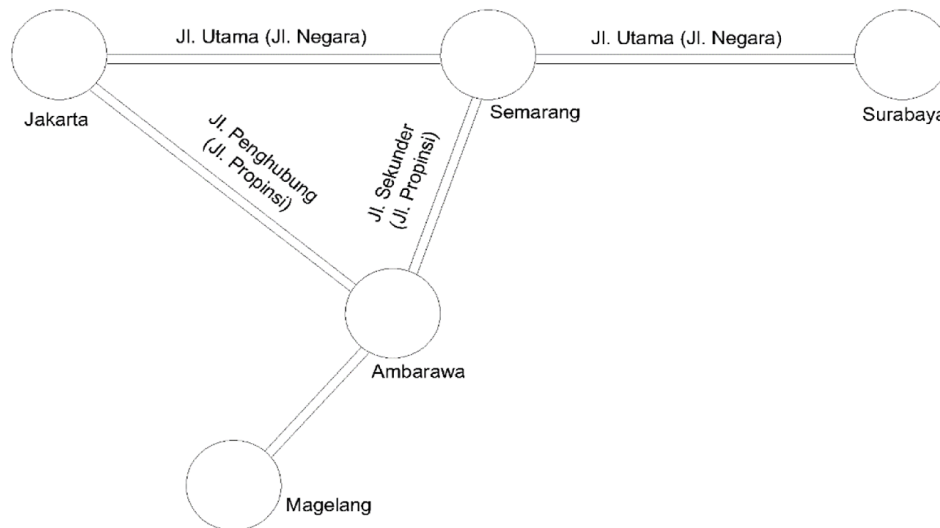 Jl. Utama (Jl. Negara)
Jl. Utama (Jl. Negara)
Jakarta
Semarang
Surabaya
Jl. Penghubung
(Jl. Propinsi)
Jl. Sekunder
(Jl. Propinsi)
Ambarawa
Magelang